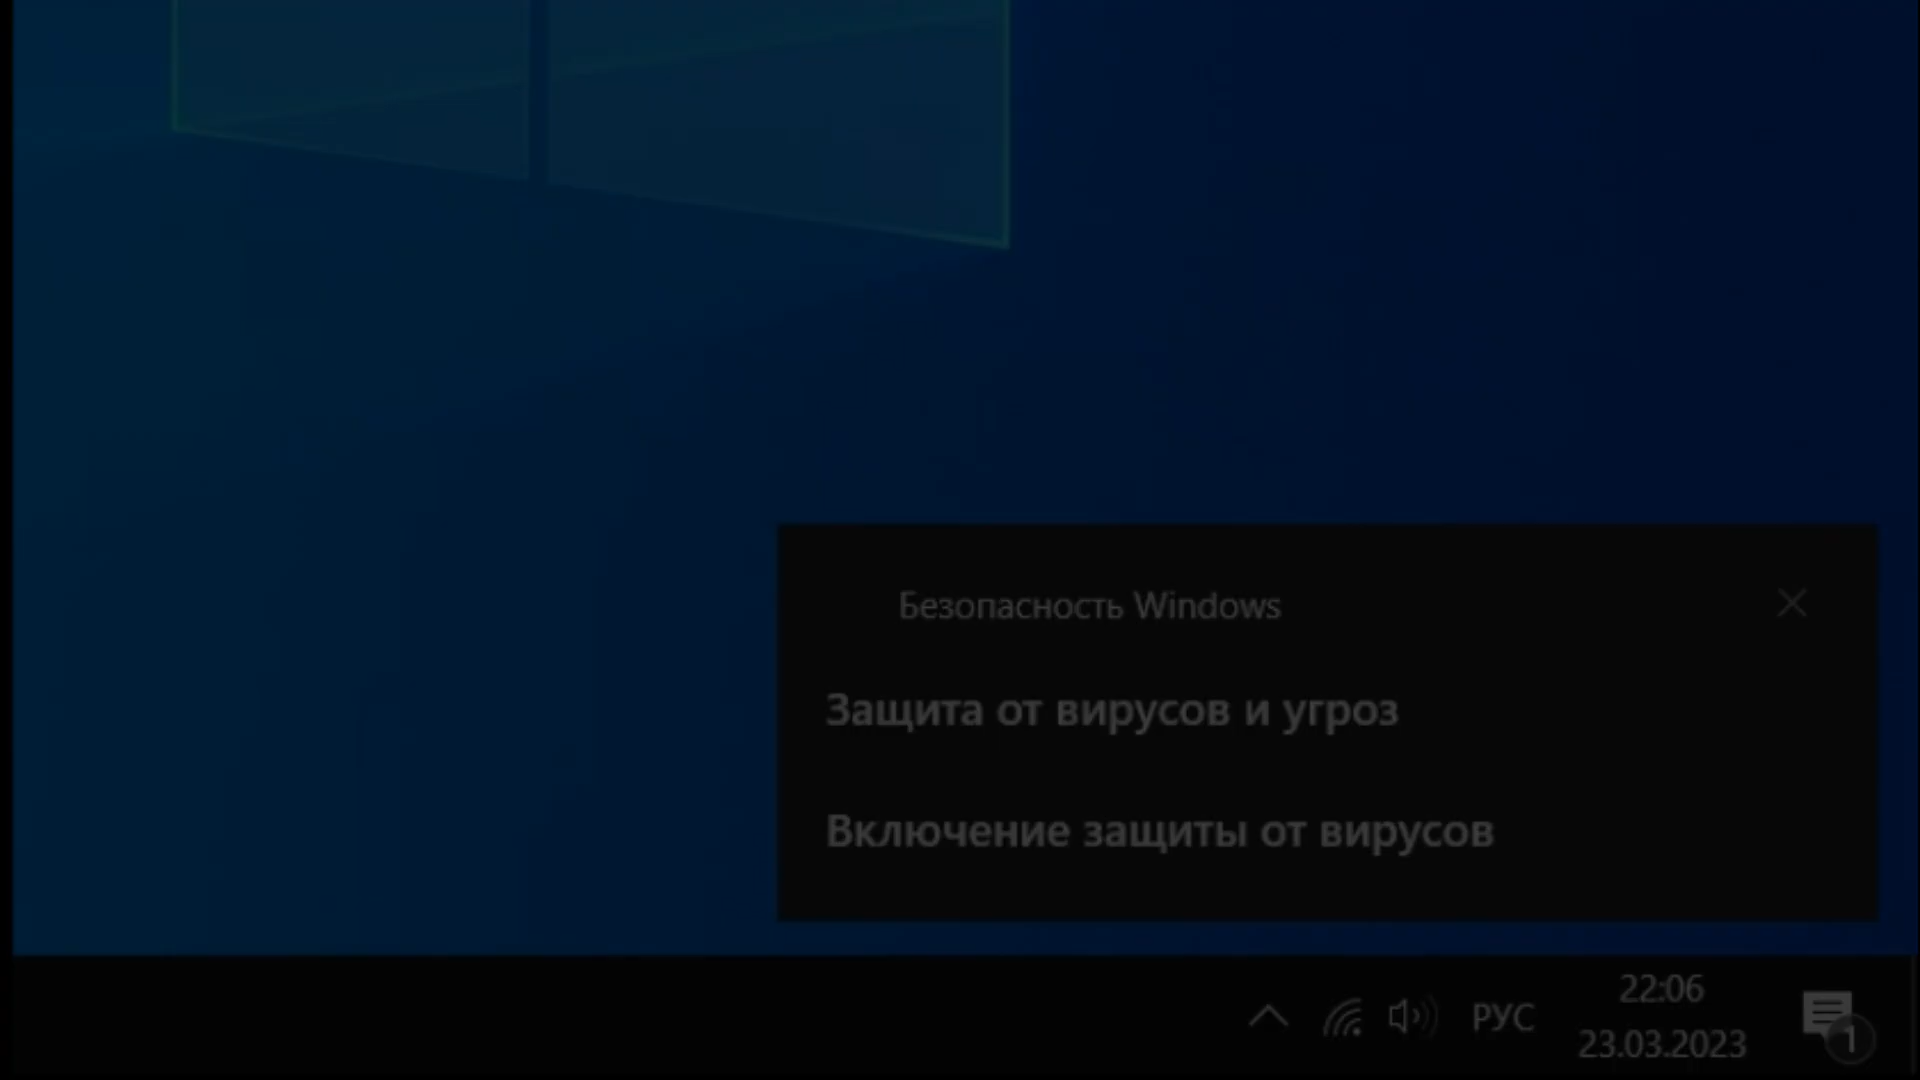 Безопасность Windows
Защита от вирусов и угроз
Включение защиты от вирусов
РУС
22:06
23.03.2023
1